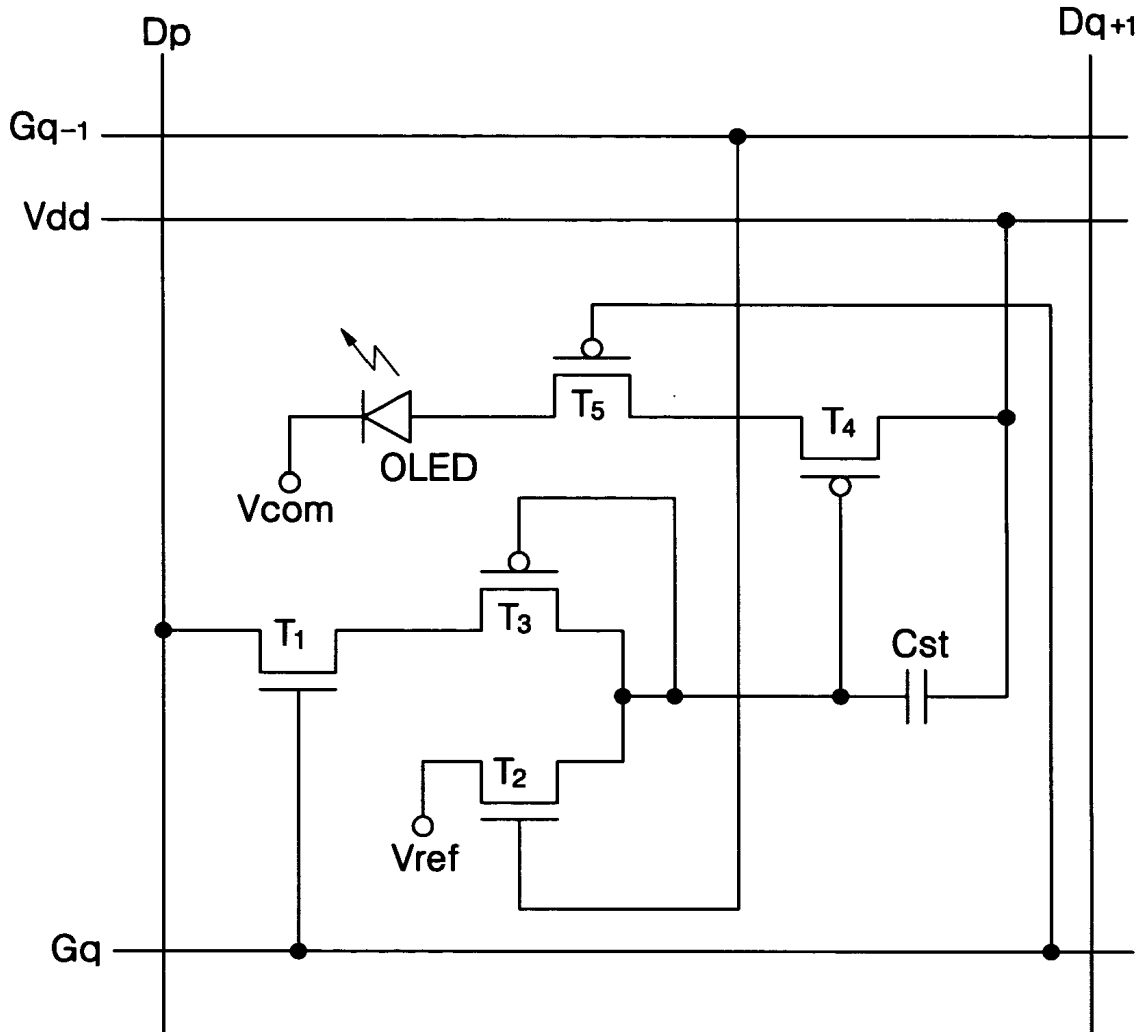 Dp
Dq+1
Gq-1
Vdd
T5
T4
OLED
Vcom
T3
T1
Cst
T2
Vref
Gq